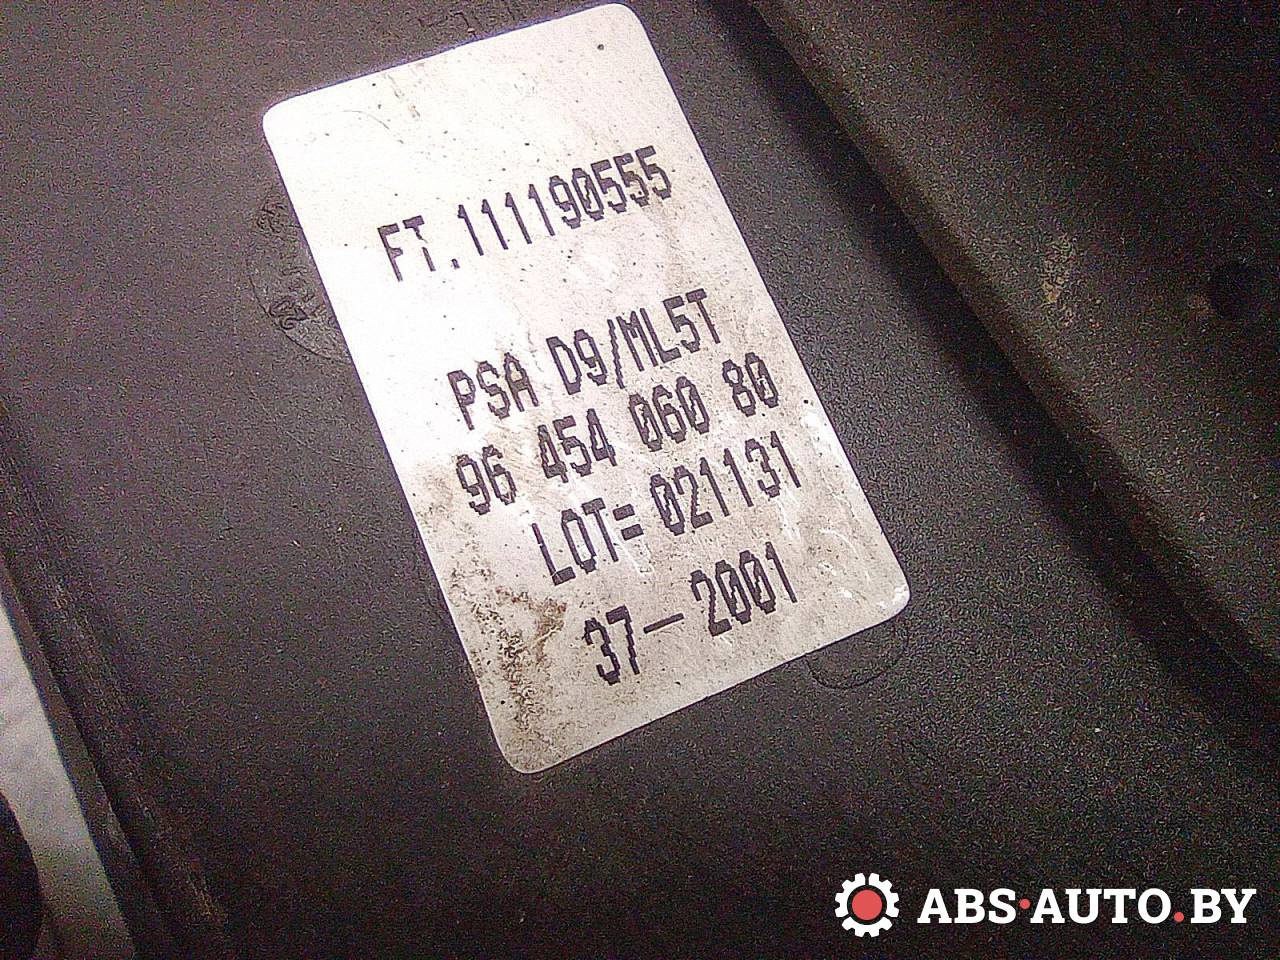 FT.111190555
PSA D9/ML5T
96 454 060 80
LOT= 021131
37-2001
ABS·AUTO.BY